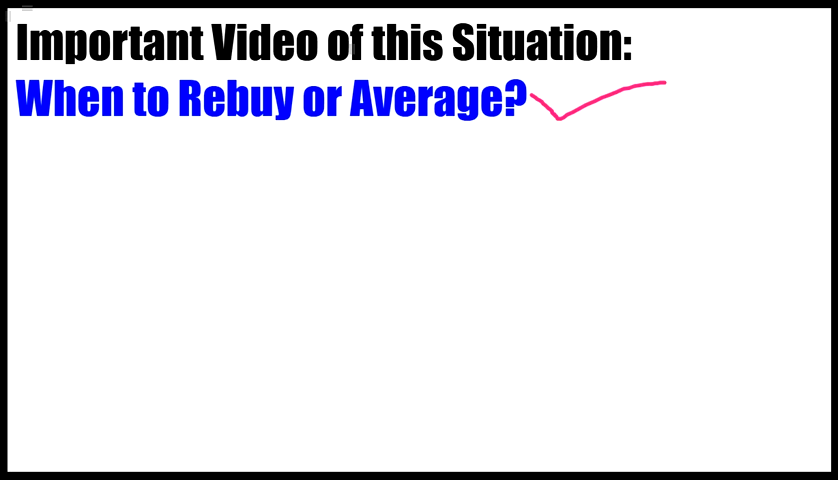 Important Video of this Situation:
When to Rebuy or Average?